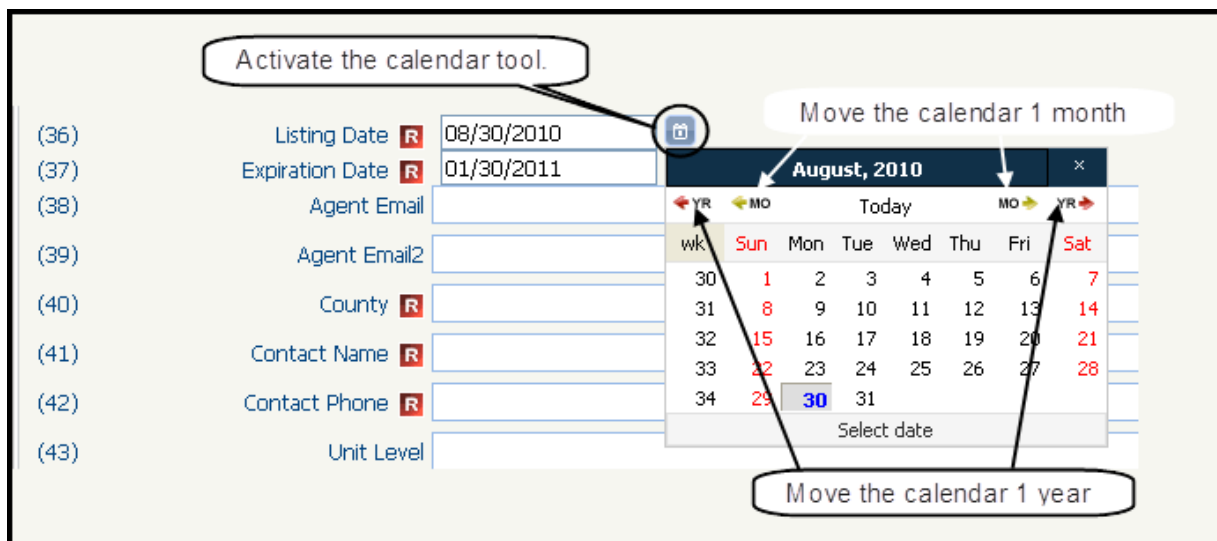 Activate the calendar tool.
Move the calendar 1 month
(36) Listing Date R 08/30/2010
(37) Expiration Date R 01/30/2011
(38) Agent Email
(39) Agent Email2
(40) County R
(41) Contact Name R
(42) Contact Phone R
(43) Unit Level
August, 2010 ×
YR MO Today MO YR
wk Sun Mon Tue Wed Thu Fri Sat
30 1 2 3 4 5 6 7
31 8 9 10 11 12 13 14
32 15 16 17 18 19 20 21
33 22 23 24 25 26 27 28
34 29 30 31
Select date
Move the calendar 1 year